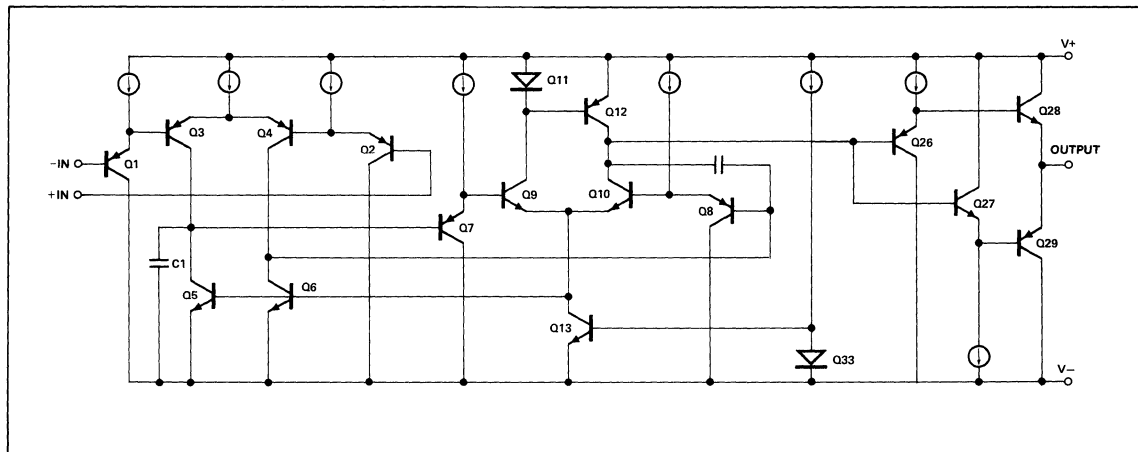 V+
Q11
Q3
Q4
Q12
Q28
Q2
Q26
-IN
Q1
OUTPUT
+IN
Q9
Q10
Q8
Q27
Q7
Q29
C1
Q5
Q6
Q13
Q33
V-